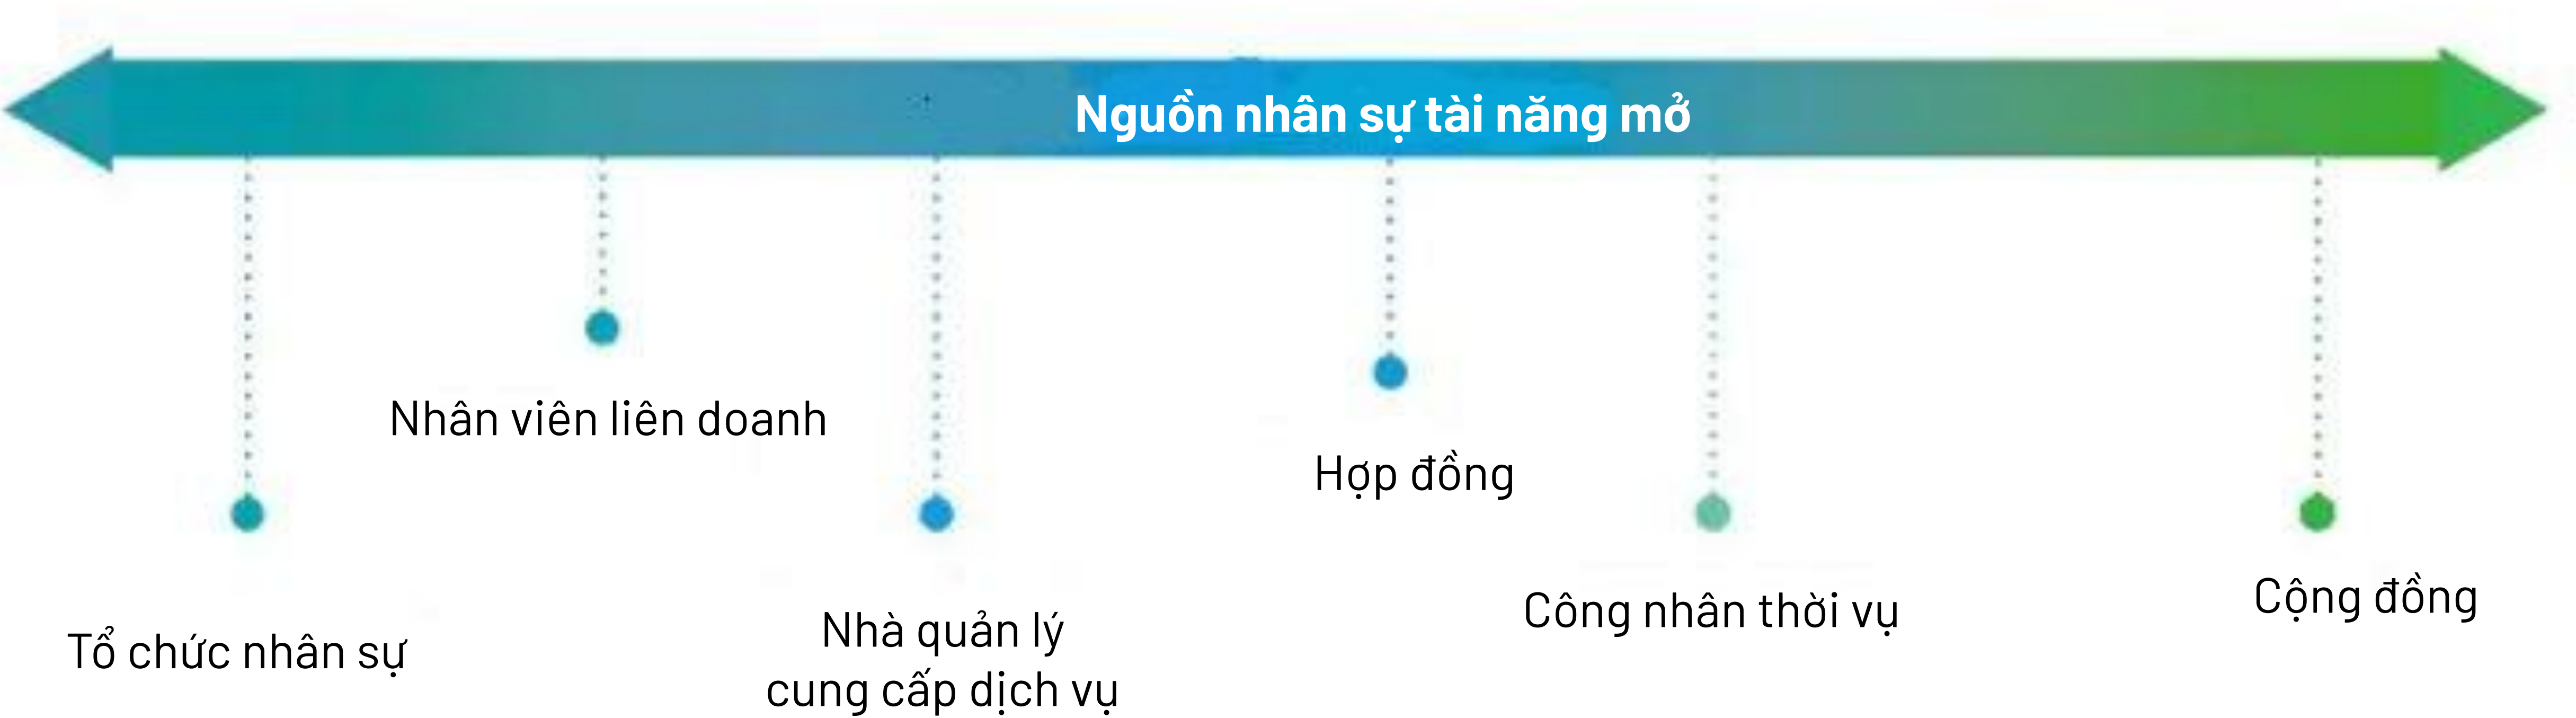 Nguồn nhân sự tài năng mở
Nhân viên liên doanh
Hợp đồng
Tổ chức nhân sự
Nhà quản lý
cung cấp dịch vụ
Công nhân thời vụ
Cộng đồng